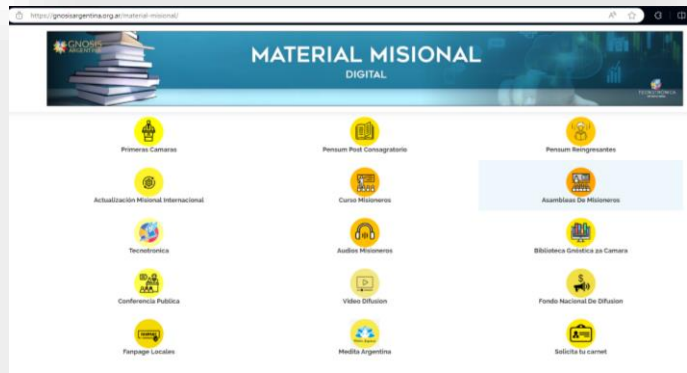 https://gnosisargentina.org.ar/material-misional/
GNOSIS
ARGENTINA
MATERIAL MISIONAL
DIGITAL
TECNOTRONICA
Primeras Camaras
Pensum Post Consagratorio
Pensum Reingresantes
Actualización Misional Internacional
Curso Misioneros
Asambleas De Misioneros
Tecnotronica
Audios Misioneros
Biblioteca Gnóstica 2a Camara
Conferencia Publica
Video Difusion
Fondo Nacional De Difusion
Fanpage Locales
Medita Argentina
Solicita tu carnet